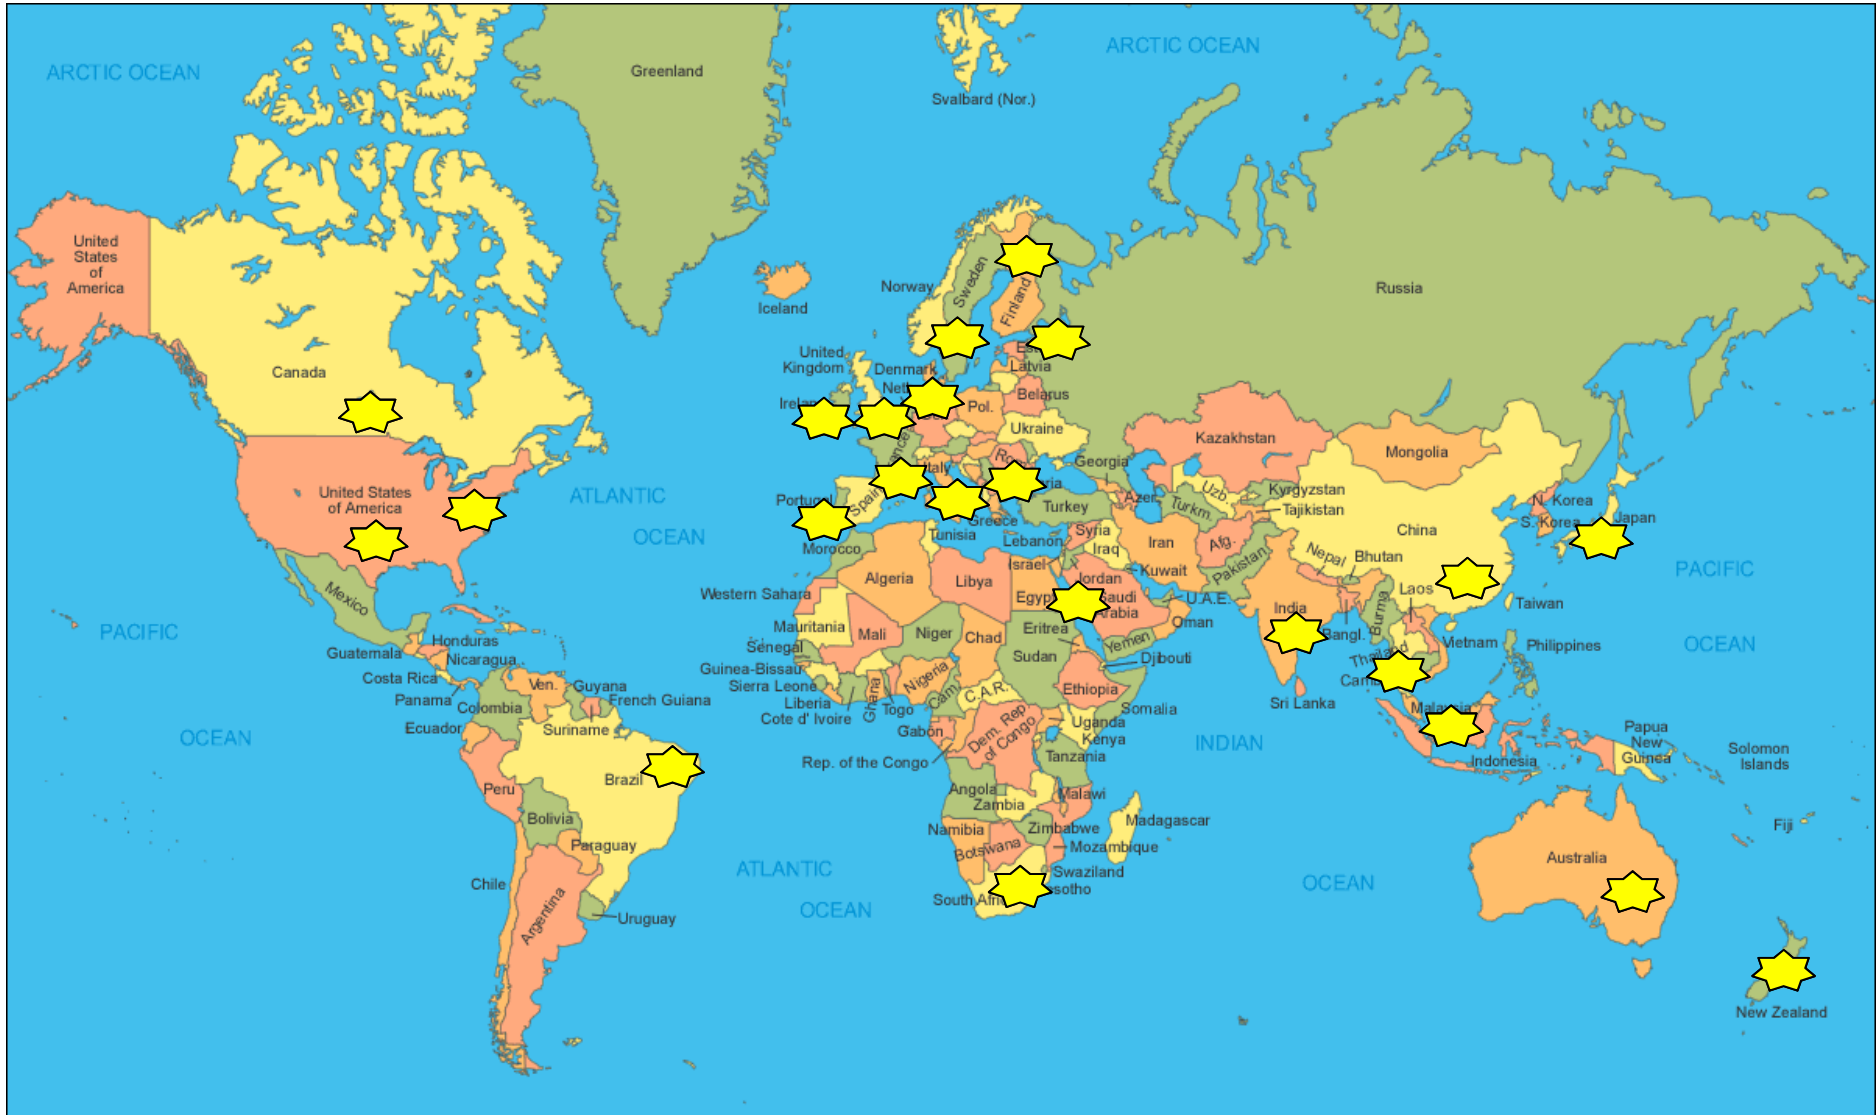 ARCTIC OCEAN
ARCTIC OCEAN
Greenland
Svalbard (Nor.)
United
States
of
America
Canada
Iceland
Norway
Sweden
Finland
Russia
United
Kingdom
Denmark
Latvia
Belarus
Pol.
Ukraine
Kazakhstan
Mongolia
Georgia
Azer.
Uzb.
Turkm.
Kyrgyzstan
Tajikistan
United States
of America
ATLANTIC
OCEAN
Portugal
Spain
Greece
Turkey
Tunisia
Morocco
Lebanon
Syria
Iraq
Iran
Afg.
Pakistan
Nepal
Bhutan
China
N. Korea
S. Korea
Japan
PACIFIC
OCEAN
Israel
Jordan
Kuwait
Algeria
Libya
Egypt
Saudi
Arabia
U.A.E.
Oman
Yemen
India
Bangl.
Burma
Laos
Taiwan
Vietnam
Thailand
Philippines
Western Sahara
Mexico
PACIFIC
OCEAN
Honduras
Guatemala
Nicaragua
Costa Rica
Panama
Mauritania
Mali
Niger
Chad
Sudan
Eritrea
Djibouti
Ethiopia
Somalia
Senegal
Guinea-Bissau
Sierra Leone
Liberia
Cote d' Ivoire
Ghana
Togo
Nigeria
Cam.
C.A.R.
Sri Lanka
Ven.
Guyana
French Guiana
Colombia
Suriname
Ecuador
Gabon
Rep. of the Congo
Dem. Rep
of Congo
Uganda
Kenya
Tanzania
INDIAN
OCEAN
Malaysia
Indonesia
Papua
New
Guinea
Solomon
Islands
Brazil
Peru
Bolivia
Paraguay
Chile
Argentina
Uruguay
ATLANTIC
OCEAN
Angola
Zambia
Malawi
Namibia
Botswana
Zimbabwe
Mozambique
Madagascar
Swaziland
Australia
Fiji
New Zealand